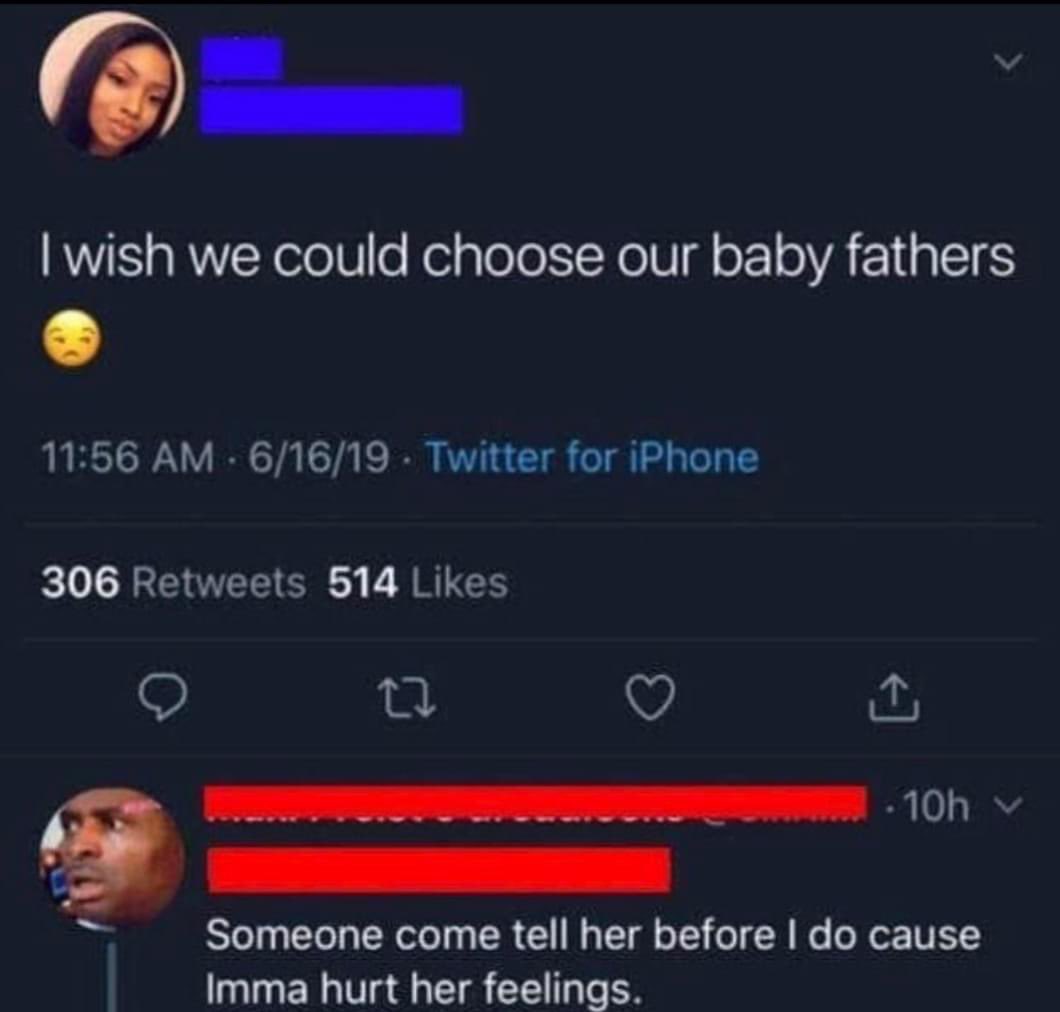 I wish we could choose our baby fathers
😒
11:56 AM · 6/16/19 · Twitter for iPhone
306 Retweets 514 Likes
· 10h
Someone come tell her before I do cause
Imma hurt her feelings.